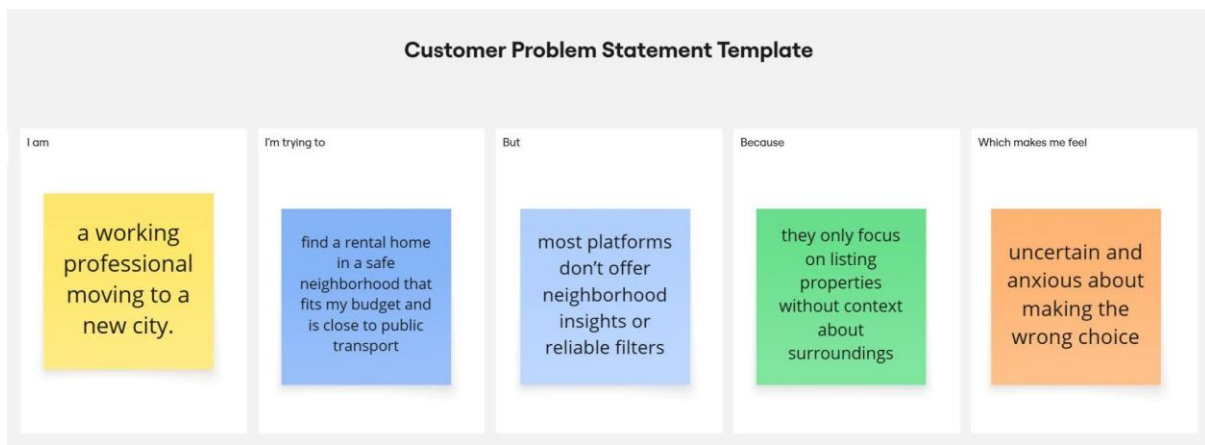 Customer Problem Statement Template
I am
a working
professional
moving to a
new city.
I'm trying to
find a rental home
in a safe
neighborhood that
fits my budget and
is close to public
transport
But
most platforms
don't offer
neighborhood
insights or
reliable filters
Because
they only focus
on listing
properties
without context
about
surroundings
Which makes me feel
uncertain and
anxious about
making the
wrong choice